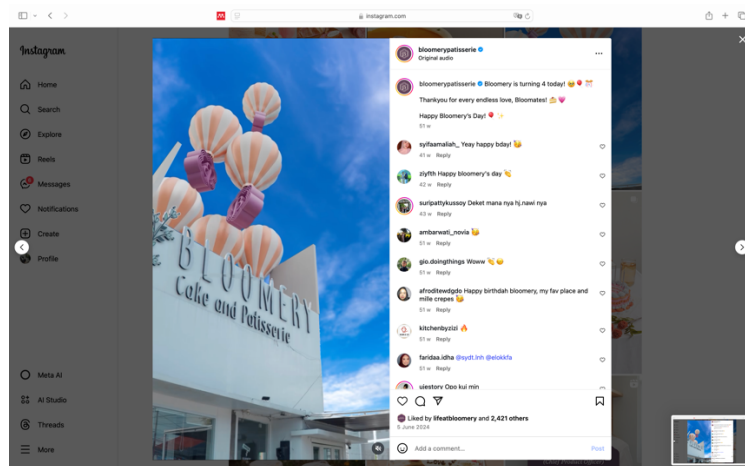 instagram.com
Instagram
Home
Search
Explore
Reels
Messages
Notifications
Create
Profile
Meta AI
AI Studio
Threads
More
BLOOMERY
Cake and Patisserie
bloomerypatisserie
Original audio
bloomerypatisserie Bloomery is turning 4 today! 🥹🎈🎊
Thankyou for every endless love, Bloomates! 🍰💗
Happy Bloomery's Day! 🎈✨
51 w
syifaamaliah_ Yeay happy bday! 🥳
41 w Reply
ziyfth Happy bloomery's day 👏
42 w Reply
suripattykussoy Deket mana nya hj.nawi nya
43 w Reply
ambarwati_novia 🥳
51 w Reply
gio.doingthings Woww 👏😍
51 w Reply
afroditewdgdo Happy birthdah bloomery, my fav place and
mille crepes 🥳
51 w Reply
kitchenbyzizi 🔥
51 w Reply
faridaa.idha @sydt.lnh @elokkfa
51 w Reply
ujestory Opo kui min
Liked by lifeatbloomery and 2,421 others
5 June 2024
Add a comment...
Post